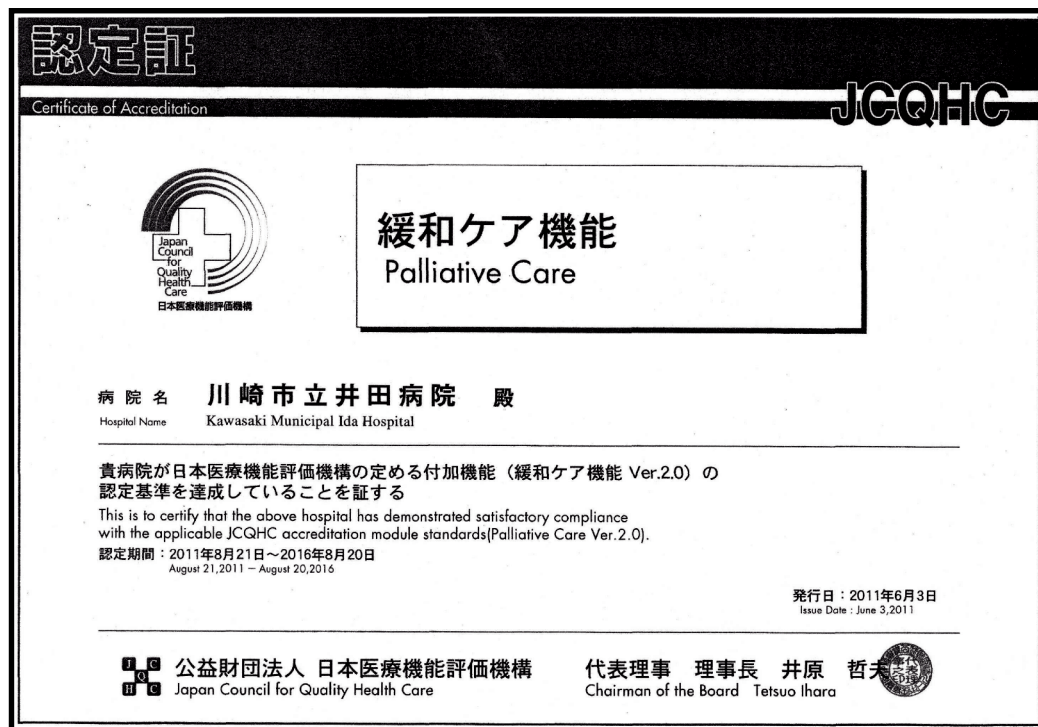 認定証
Certificate of Accreditation
JCQHC
Japan
Council
for
Quality
Health
Care
日本医療機能評価機構
緩和ケア機能
Palliative Care
病院名 川崎市立井田病院 殿
Hospital Name Kawasaki Municipal Ida Hospital
貴病院が日本医療機能評価機構の定める付加機能(緩和ケア機能 Ver.2.0)の
認定基準を達成していることを証する
This is to certify that the above hospital has demonstrated satisfactory compliance
with the applicable JCQHC accreditation module standards(Palliative Care Ver.2.0).
認定期間:2011年8月21日~2016年8月20日
August 21,2011 – August 20,2016
発行日:2011年6月3日
Issue Date : June 3,2011
J C
Q
H C
公益財団法人 日本医療機能評価機構
Japan Council for Quality Health Care
代表理事 理事長 井原 哲夫
Chairman of the Board Tetsuo Ihara